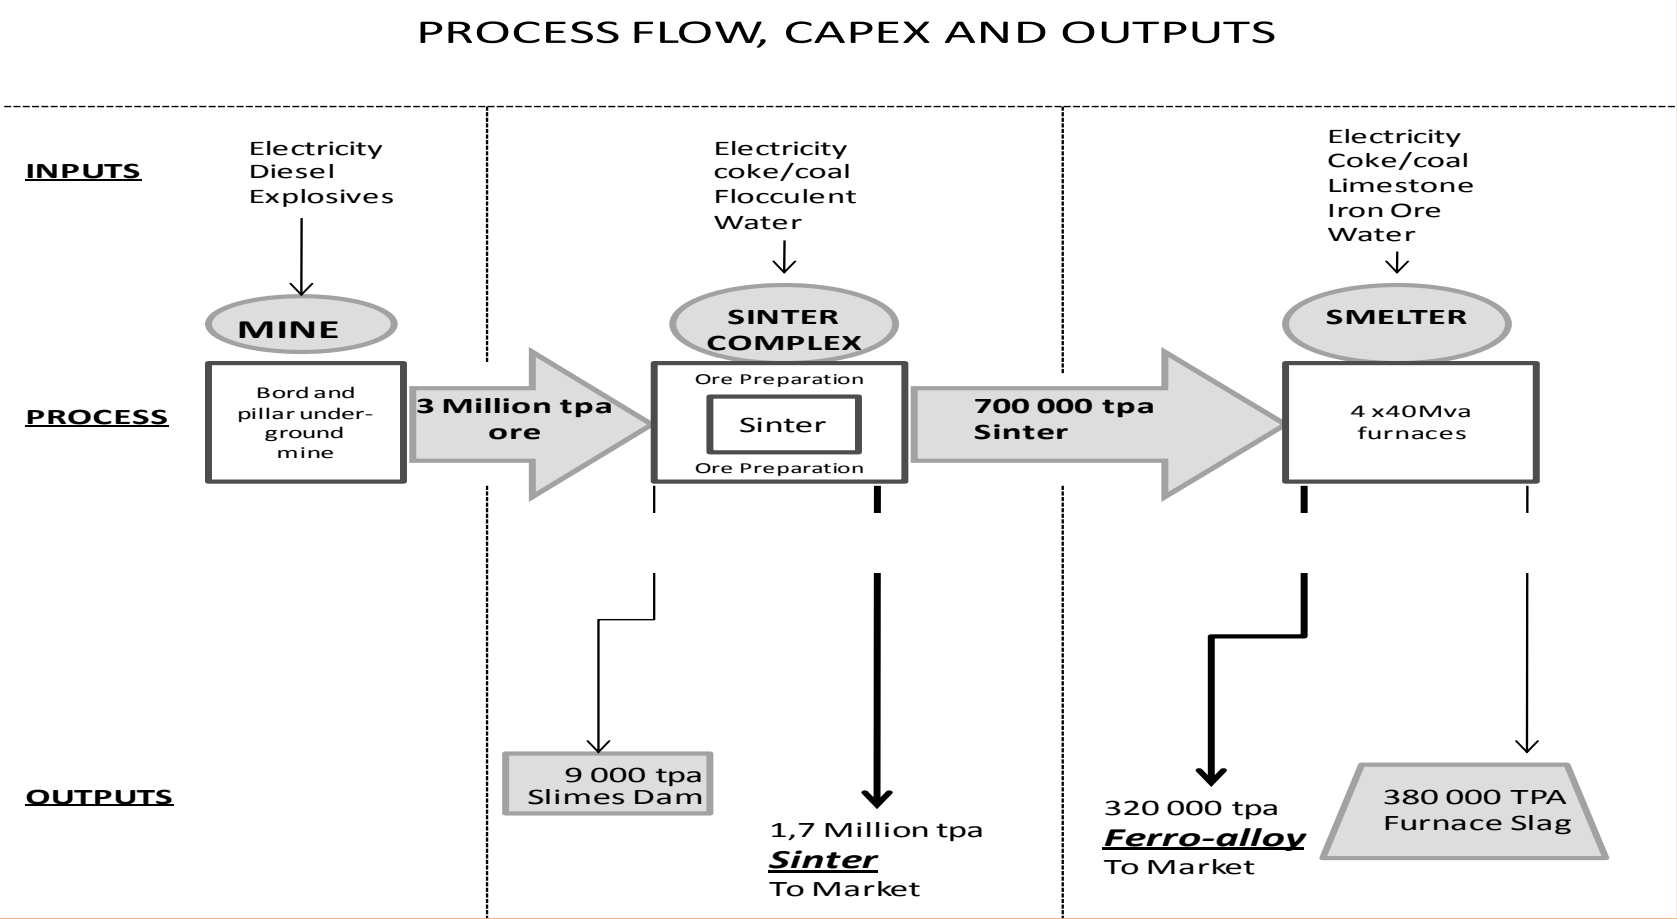 PROCESS FLOW, CAPEX AND OUTPUTS
INPUTS
Electricity
Diesel
Explosives
Electricity
coke/coal
Flocculent
Water
Electricity
Coke/coal
Limestone
Iron Ore
Water
MINE
SINTER
COMPLEX
SMELTER
PROCESS
Bord and
pillar under-
ground
mine
3 Million tpa
ore
Ore Preparation
Sinter
Ore Preparation
700 000 tpa
Sinter
4 x40Mva
furnaces
OUTPUTS
9 000 tpa
Slimes Dam
1,7 Million tpa
Sinter
To Market
320 000 tpa
Ferro-alloy
To Market
380 000 TPA
Furnace Slag